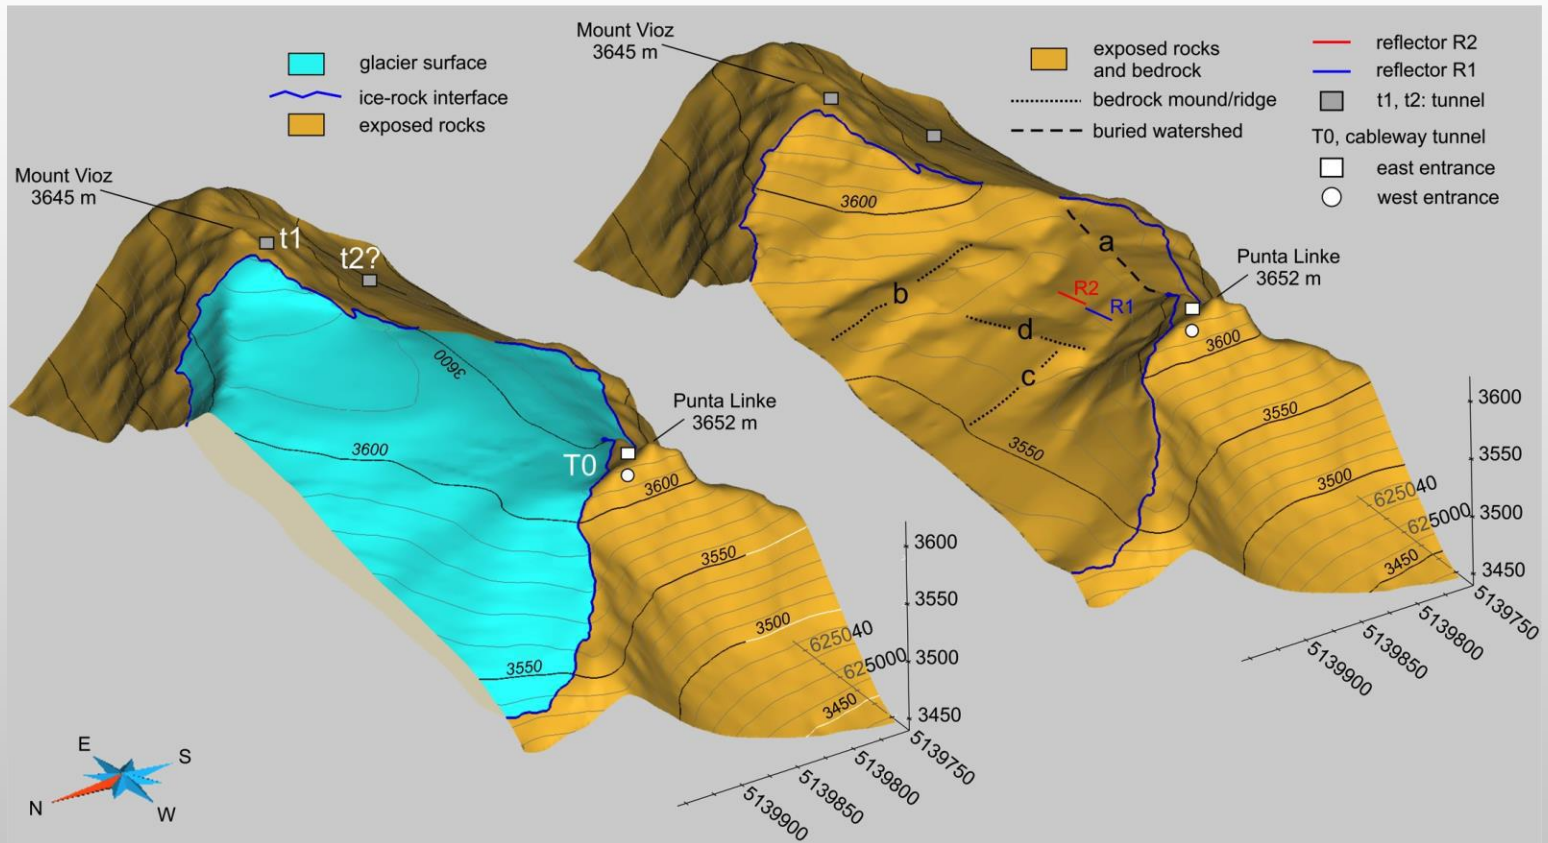 glacier surface
ice-rock interface
exposed rocks
Mount Vioz
3645 m
t1
t2?
3600
3600
Punta Linke
3652 m
T0
3600
3550
3550
3500
3450
625040
625000
3600
3550
3500
3450
5139750
5139800
5139850
5139900
E
S
N
W
Mount Vioz
3645 m
exposed rocks
and bedrock
bedrock mound/ridge
buried watershed
reflector R2
reflector R1
t1, t2: tunnel
T0, cableway tunnel
east entrance
west entrance
3600
a
b
R2
R1
d
c
Punta Linke
3652 m
3600
3550
3550
3500
3450
625040
625000
3600
3550
3500
3450
5139750
5139800
5139850
5139900